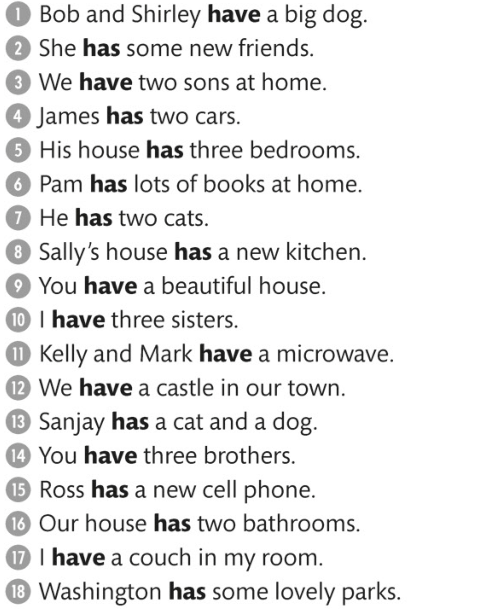 1 Bob and Shirley have a big dog.
2 She has some new friends.
3 We have two sons at home.
4 James has two cars.
5 His house has three bedrooms.
6 Pam has lots of books at home.
7 He has two cats.
8 Sally's house has a new kitchen.
9 You have a beautiful house.
10 I have three sisters.
11 Kelly and Mark have a microwave.
12 We have a castle in our town.
13 Sanjay has a cat and a dog.
14 You have three brothers.
15 Ross has a new cell phone.
16 Our house has two bathrooms.
17 I have a couch in my room.
18 Washington has some lovely parks.